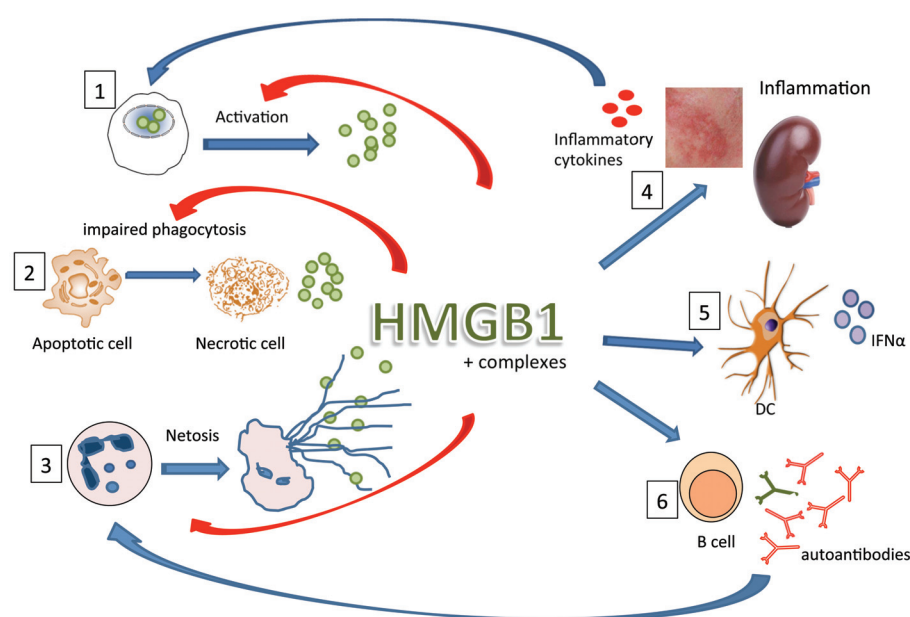 1
Activation
Inflammatory
cytokines
Inflammation
4
impaired phagocytosis
2
Apoptotic cell
Necrotic cell
HMGB1
+ complexes
5
IFNα
DC
3
Netosis
6
B cell
autoantibodies